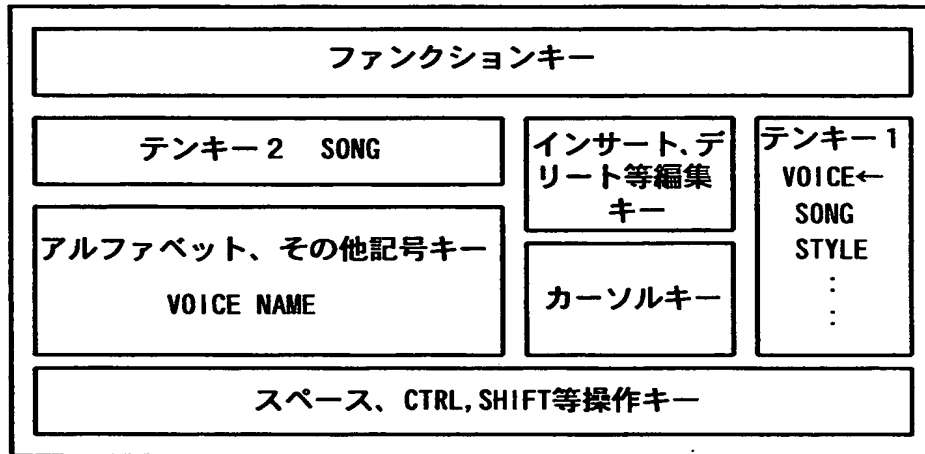 ファンクションキー
テンキー2 SONG
インサート、デ
リート等編集
キー
テンキー1
VOICE←
SONG
STYLE
：
：
アルファベット、その他記号キー
VOICE NAME
カーソルキー
スペース、CTRL,SHIFT等操作キー